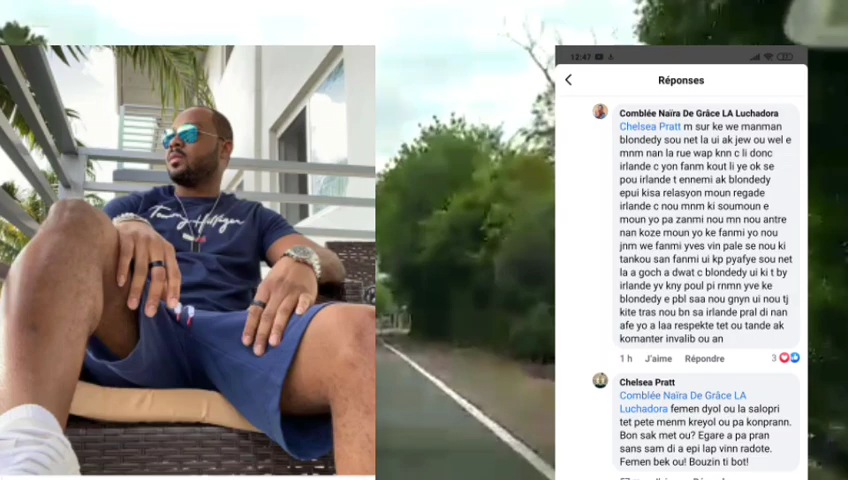 Tommy Hilfiger
12:47
Réponses
Comblée Naïra De Grâce LA Luchadora
Chelsea Pratt m sur ke we manman
blondedy sou net la ui ak jew ou wel e
mnm nan la rue wap knn c li donc
irlande c yon fanm kout li ye ok se
pou irlande t ennemi ak blondedy
epui kisa relasyon moun regade
irlande c nou mnm ki soumoun e
moun yo pa zanmi nou mn nou antre
nan koze moun yo ke fanmi yo nou
jnm we fanmi yves vin pale se nou ki
tankou san fanmi ui kp pyafye sou net
la a goch a dwat c blondedy ui ki t by
irlande yv kny poul pi rnmn yve ke
blondedy e pbl saa nou gnyn ui nou tj
kite tras nou bn sa irlande pral di nan
afe yo a laa respekte tet ou tande ak
komanter invalib ou an
1 h J'aime Répondre 3
Chelsea Pratt
Comblée Naïra De Grâce LA
Luchadora femen dyol ou la salopri
tet pete menm kreyol ou pa konprann.
Bon sak met ou? Egare a pa pran
sans sam di a epi lap vinn radote.
Femen bek ou! Bouzin ti bot!